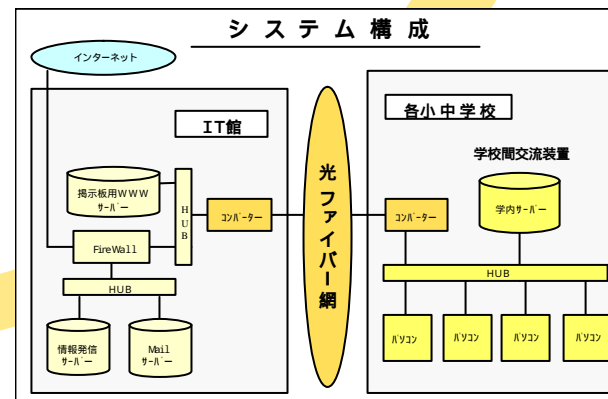 システム構成
インターネット
IT館
掲示板用WWW
サーバー
HUB
コンバーター
FireWall
HUB
情報発信
サーバー
Mail
サーバー
光ファイバー網
各小中学校
学校間交流装置
コンバーター
学内サーバー
HUB
パソコン
パソコン
パソコン
パソコン